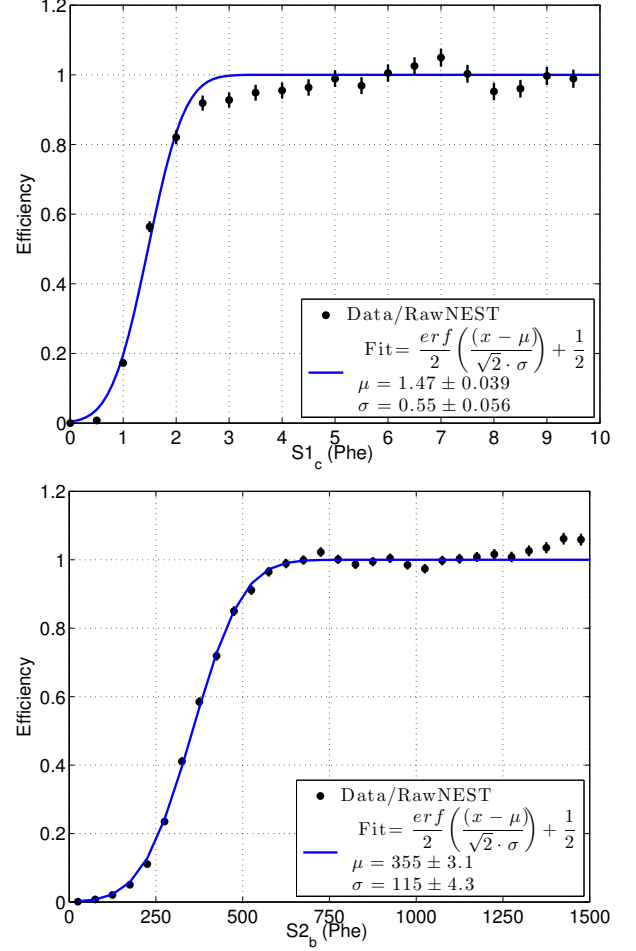 1.2
1
0.8
0.6
0.4
0.2
0
Efficiency
Data/RawNEST
Fit= erf/2 ((x − μ)/(√2 · σ)) + 1/2
μ = 1.47 ± 0.039
σ = 0.55 ± 0.056
0 1 2 3 4 5 6 7 8 9 10
S1c (Phe)
1.2
1
0.8
0.6
0.4
0.2
0
Efficiency
Data/RawNEST
Fit= erf/2 ((x − μ)/(√2 · σ)) + 1/2
μ = 355 ± 3.1
σ = 115 ± 4.3
0 250 500 750 1000 1250 1500
S2b (Phe)